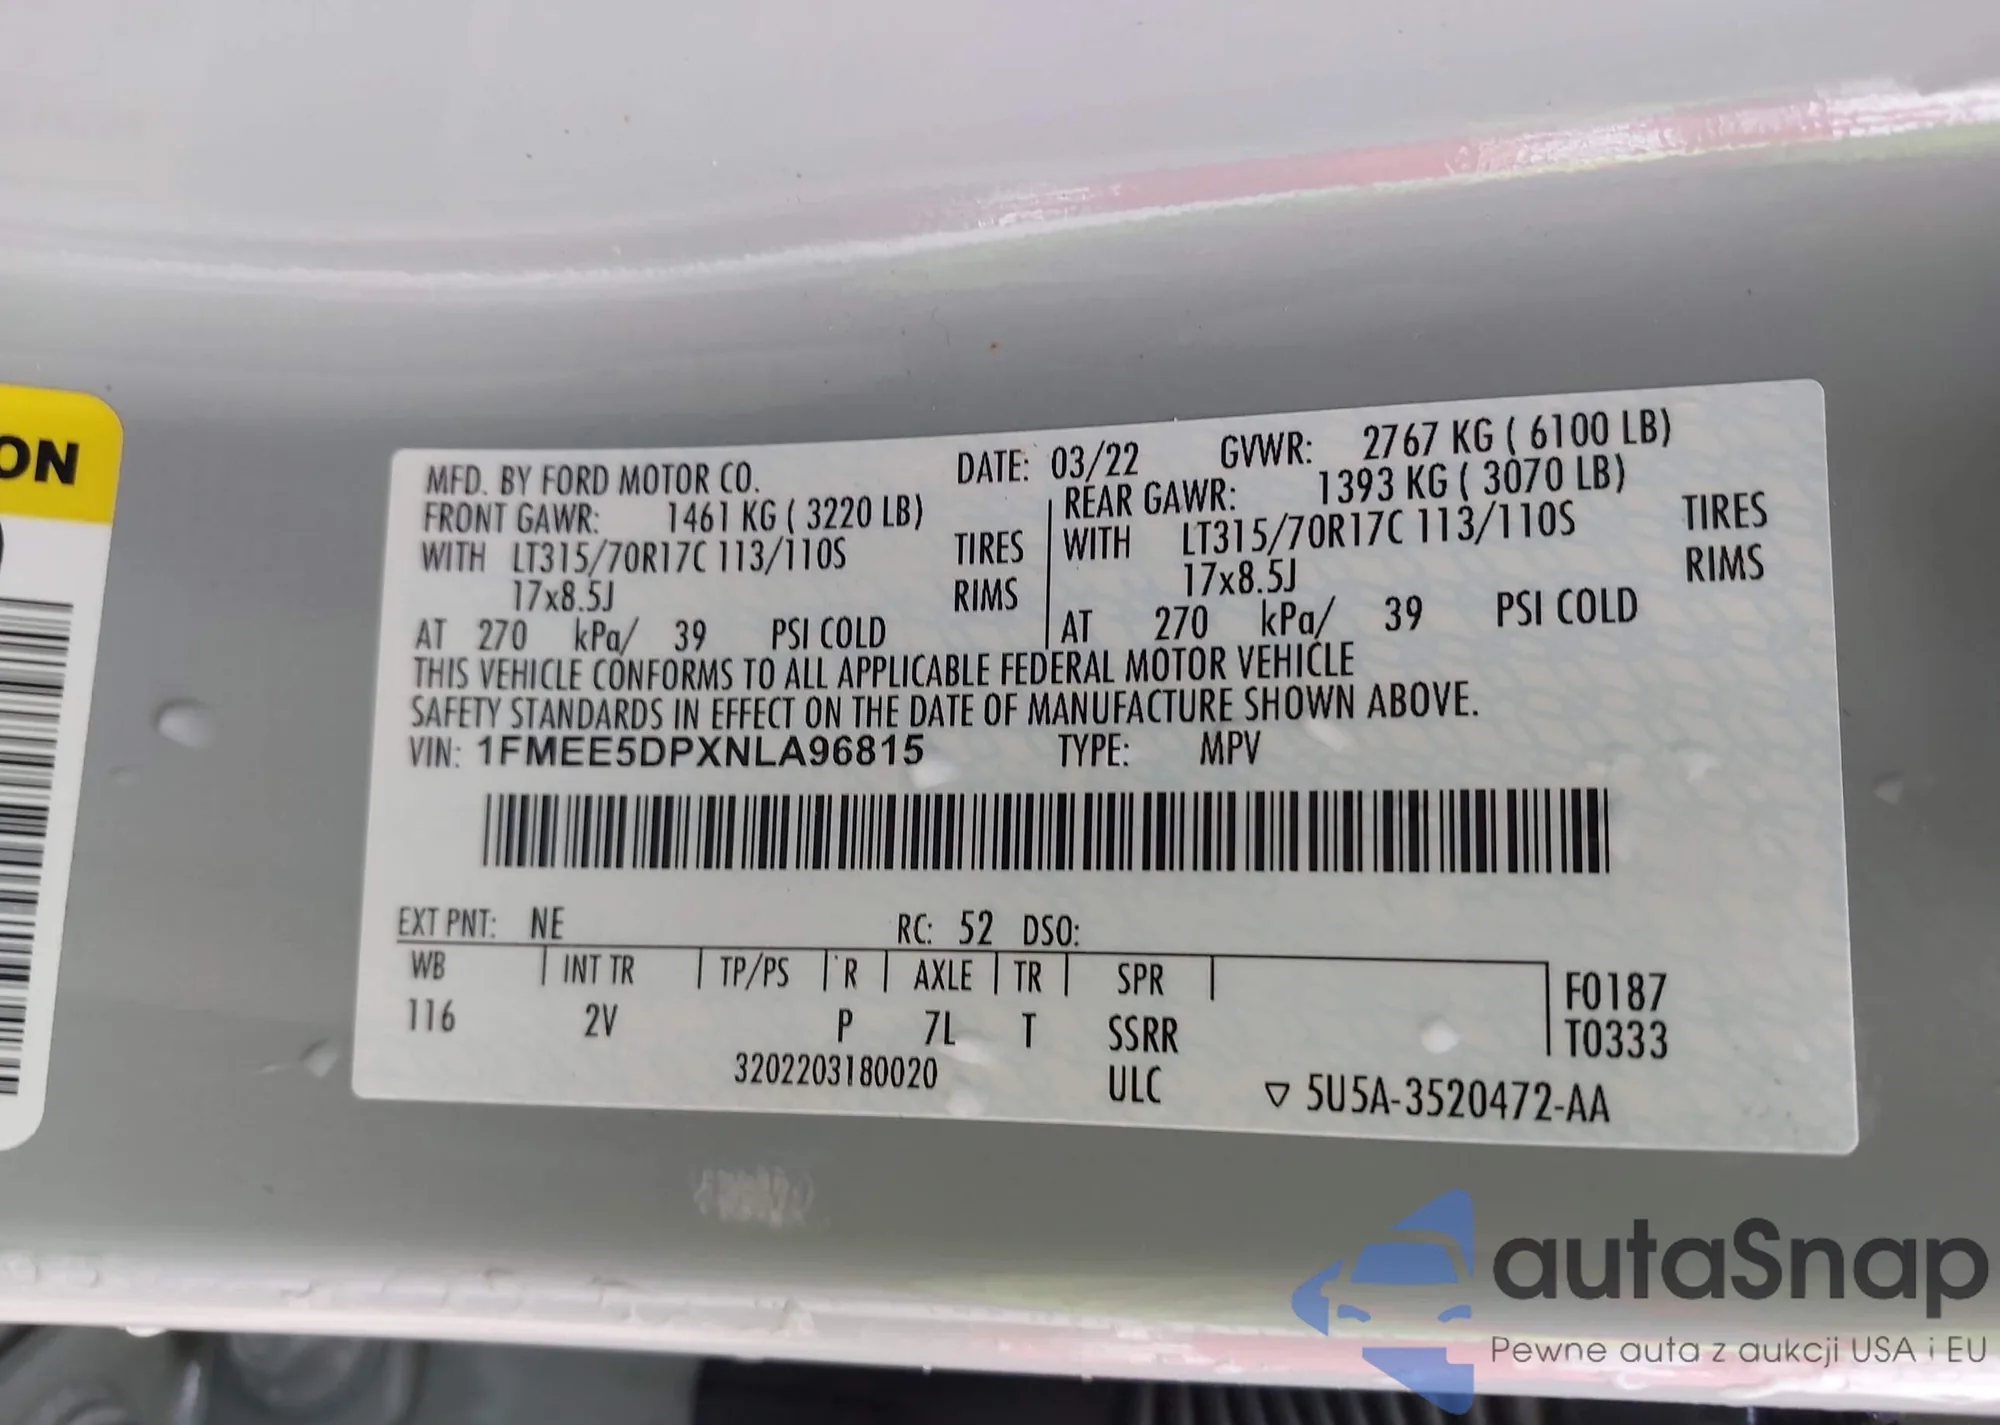 ON
MFD. BY FORD MOTOR CO. DATE: 03/22 GVWR: 2767 KG ( 6100 LB)
FRONT GAWR: 1461 KG ( 3220 LB) REAR GAWR: 1393 KG ( 3070 LB)
WITH LT315/70R17C 113/110S TIRES WITH LT315/70R17C 113/110S TIRES
17x8.5J RIMS 17x8.5J RIMS
AT 270 kPa/ 39 PSI COLD AT 270 kPa/ 39 PSI COLD
THIS VEHICLE CONFORMS TO ALL APPLICABLE FEDERAL MOTOR VEHICLE
SAFETY STANDARDS IN EFFECT ON THE DATE OF MANUFACTURE SHOWN ABOVE.
VIN: 1FMEE5DPXNLA96815 TYPE: MPV
EXT PNT: NE RC: 52 DSO:
WB INT TR TP/PS R AXLE TR SPR F0187
116 2V P 7L T SSRR T0333
3202203180020 ULC ▽ 5U5A-3520472-AA
autaSnap
Pewne auta z aukcji USA i EU